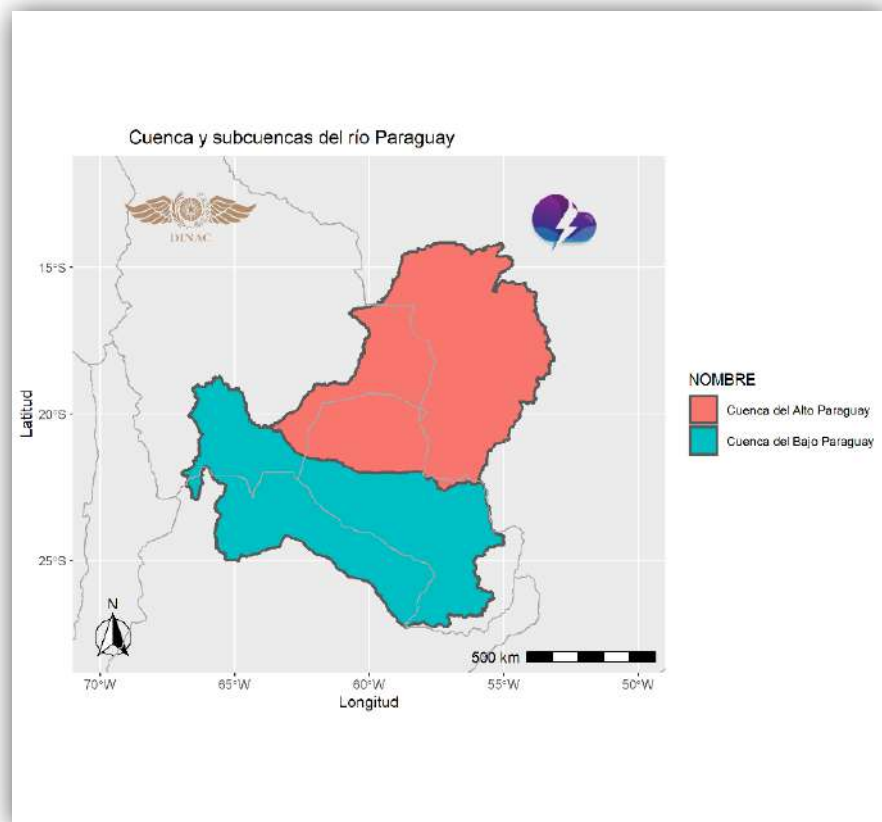 Cuenca y subcuencas del río Paraguay
DINAC
15°S
20°S
25°S
Latitud
N
500 km
70°W
65°W
60°W
55°W
50°W
Longitud
NOMBRE
Cuenca del Alto Paraguay
Cuenca del Bajo Paraguay